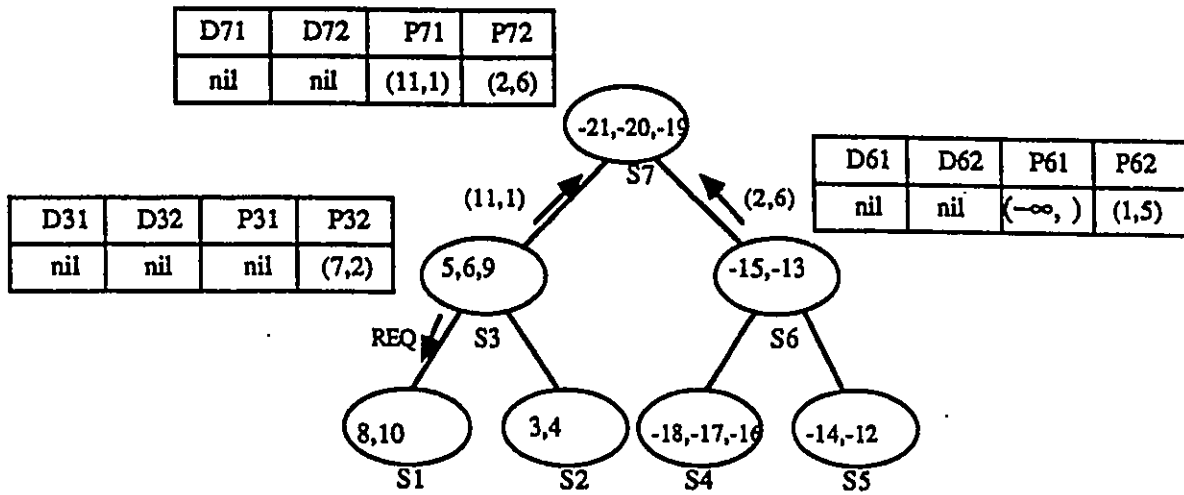 D71 D72 P71 P72
nil nil (11,1) (2,6)
-21,-20,-19
S7
D61 D62 P61 P62
nil nil (-∞, ) (1,5)
(11,1)
(2,6)
D31 D32 P31 P32
nil nil nil (7,2)
5,6,9
S3
-15,-13
S6
REQ
8,10
S1
3,4
S2
-18,-17,-16
S4
-14,-12
S5